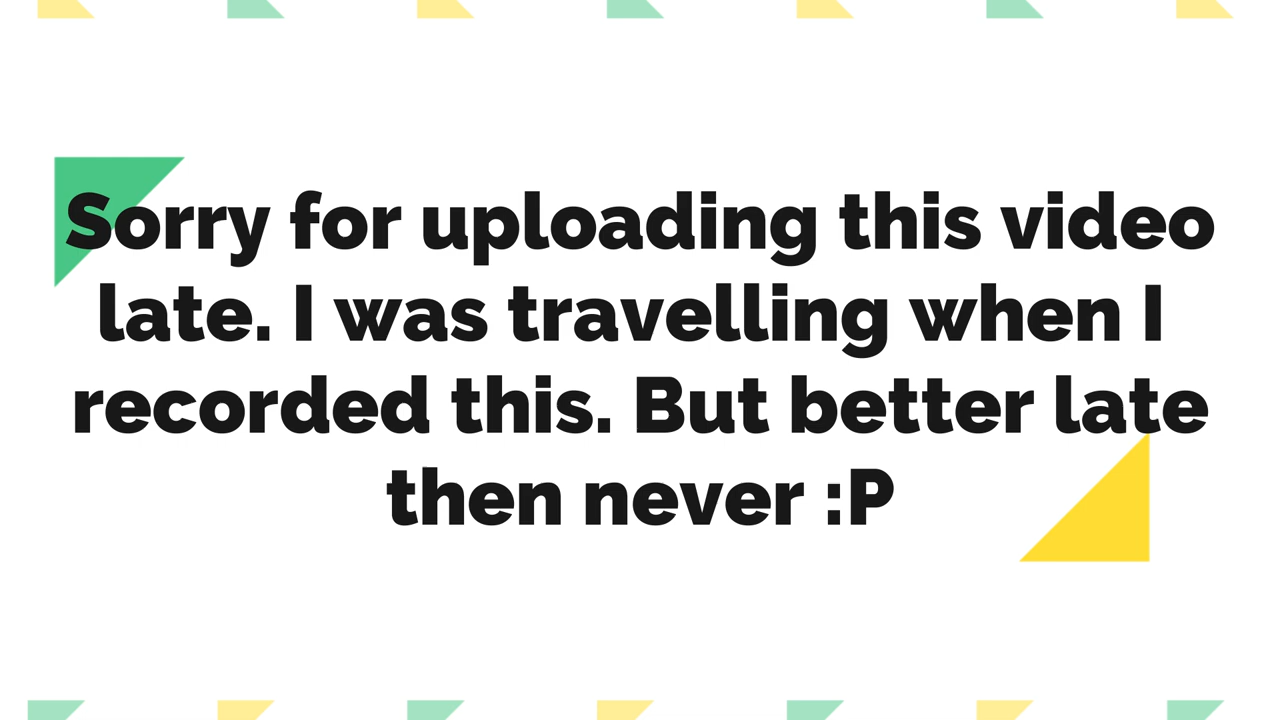 Sorry for uploading this video
late. I was travelling when I
recorded this. But better late
then never :P